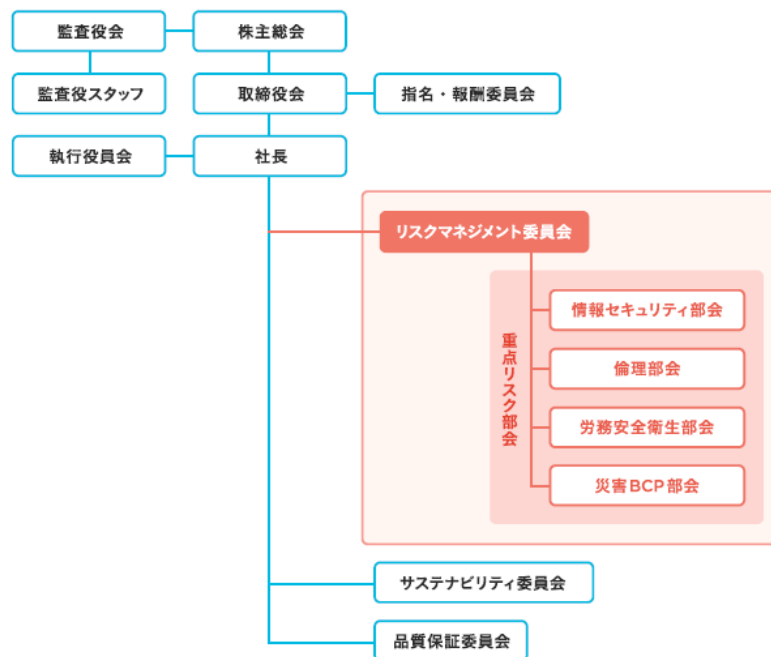 監査役会
株主総会
監査役スタッフ
取締役会
指名・報酬委員会
執行役員会
社長
リスクマネジメント委員会
重点リスク部会
情報セキュリティ部会
倫理部会
労務安全衛生部会
災害BCP部会
サステナビリティ委員会
品質保証委員会